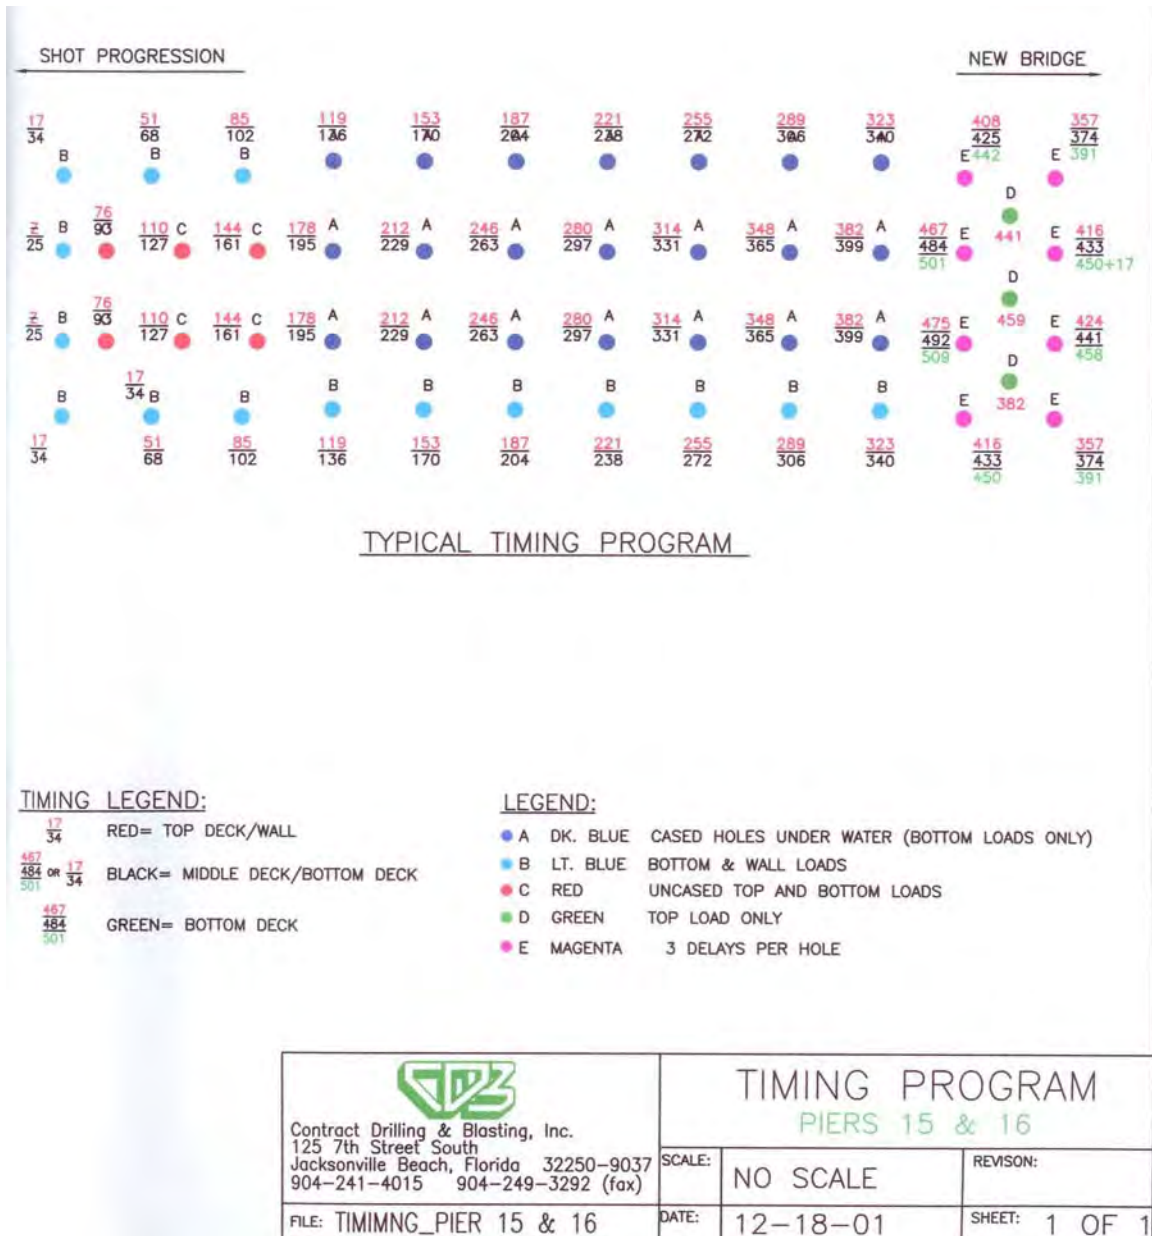 SHOT PROGRESSION NEW BRIDGE
17 51 85 119 153 187 221 255 289 323 408 357
34 68 102 136 170 204 238 272 306 340 425 374
442 391
B B B A A A A A A A E E
D
76
93
B C 110 C 144 C 178 A 212 A 246 A 280 A 314 A 348 A 382 A 467 E 441 E 416
25 127 161 195 229 263 297 331 365 399 484 433
501 450+17
D
76
93
B C 110 C 144 C 178 A 212 A 246 A 280 A 314 A 348 A 382 A 475 E 459 E 424
25 127 161 195 229 263 297 331 365 399 492 441
509 458
D
17
34
B B B B B B B B B B E 382 E
17 51 85 119 153 187 221 255 289 323 416 357
34 68 102 136 170 204 238 272 306 340 433 374
450 391
TYPICAL TIMING PROGRAM
TIMING LEGEND:
17
34
RED= TOP DECK/WALL
467
484
501
OR
17
34
BLACK= MIDDLE DECK/BOTTOM DECK
467
484
501
GREEN= BOTTOM DECK
LEGEND:
A DK. BLUE CASED HOLES UNDER WATER (BOTTOM LOADS ONLY)
B LT. BLUE BOTTOM & WALL LOADS
C RED UNCASED TOP AND BOTTOM LOADS
D GREEN TOP LOAD ONLY
E MAGENTA 3 DELAYS PER HOLE
CDB
Contract Drilling & Blasting, Inc.
125 7th Street South
Jacksonville Beach, Florida 32250-9037
904-241-4015 904-249-3292 (fax)
FILE: TIMIMNG_PIER 15 & 16
TIMING PROGRAM
PIERS 15 & 16
SCALE: NO SCALE
REVISON:
DATE: 12-18-01
SHEET: 1 OF 1